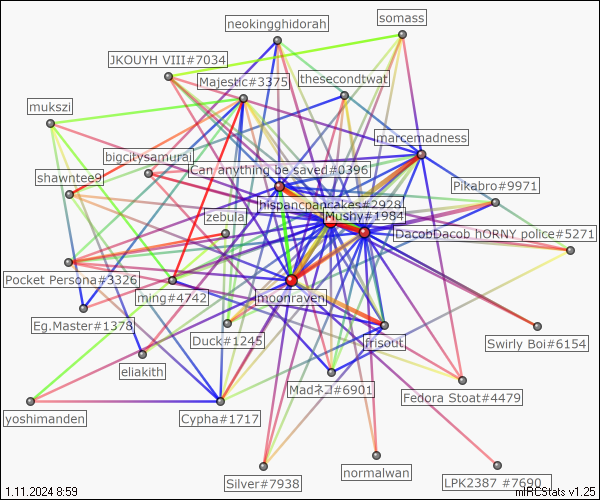 neokingghidorah
somass
JKOUYH VIII#7034
Majestic#3375
thesecondtwat
mukszi
marcemadness
bigcitysamurai
Can anything be saved#0396
shawntee9
Pikabro#9971
hispancpancakes#2928
Mushy#1984
zebula
DacobDacob hORNY police#5271
Pocket Persona#3326
ming#4742
moonraven
Eg.Master#1378
Duck#1245
frisout
Swirly Boi#6154
eliakith
Madネコ#6901
Fedora Stoat#4479
yoshimanden
Cypha#1717
Silver#7938
normalwan
LPK2387 #7690
1.11.2024 8:59
mIRCStats v1.25